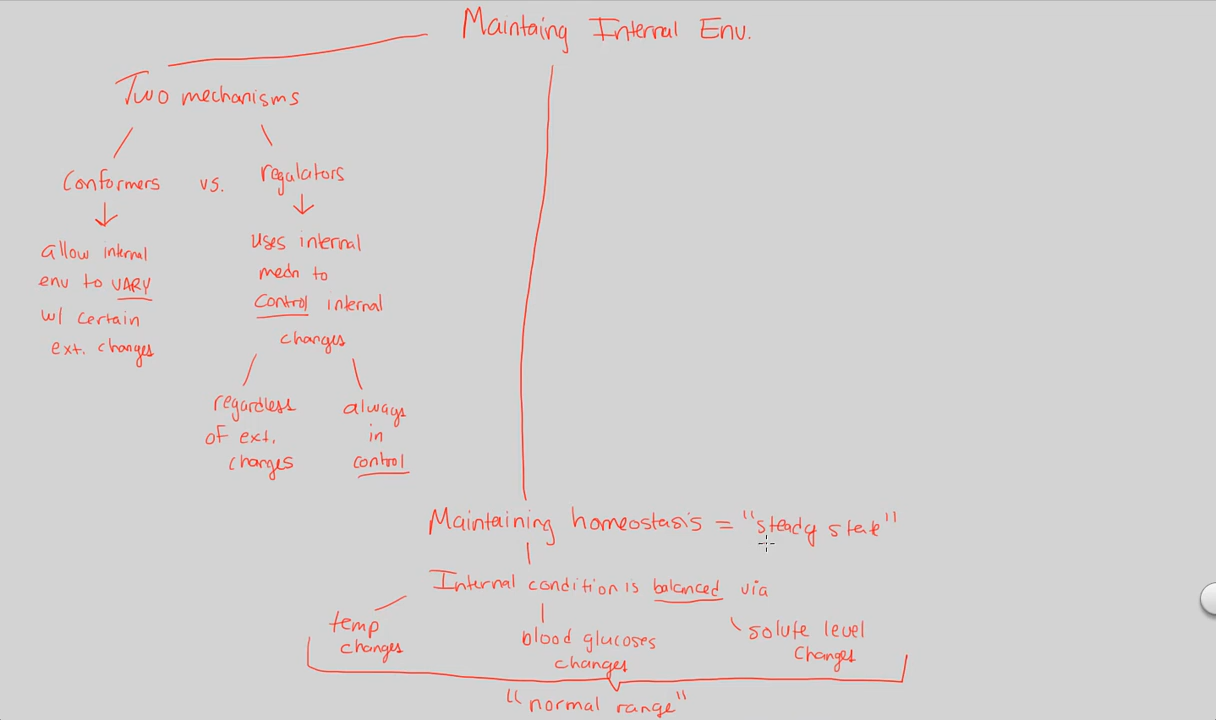 Maintaing Internal Env.
Two mechanisms
Conformers vs. regulators
allow internal
env to VARY
w/ certain
ext. changes
uses internal
mechn to
control internal
changes
regardless
of ext.
changes
always
in
control
Maintaining homeostasis = "steady state"
Internal condition is balanced via
temp
changes
blood glucoses
changes
solute level
changes
"normal range"